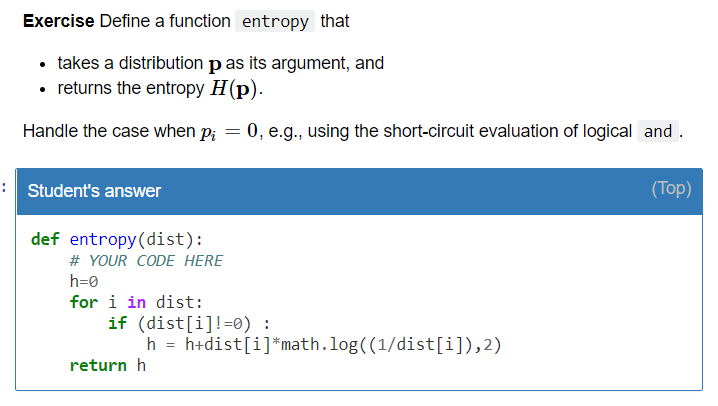 Exercise Define a function entropy that
• takes a distribution p as its argument, and
• returns the entropy H(p).
Handle the case when pᵢ = 0, e.g., using the short-circuit evaluation of logical and .
:
Student's answer (Top)
def entropy(dist):
    # YOUR CODE HERE
    h=0
    for i in dist:
        if (dist[i]!=0) :
            h = h+dist[i]*math.log((1/dist[i]),2)
    return h